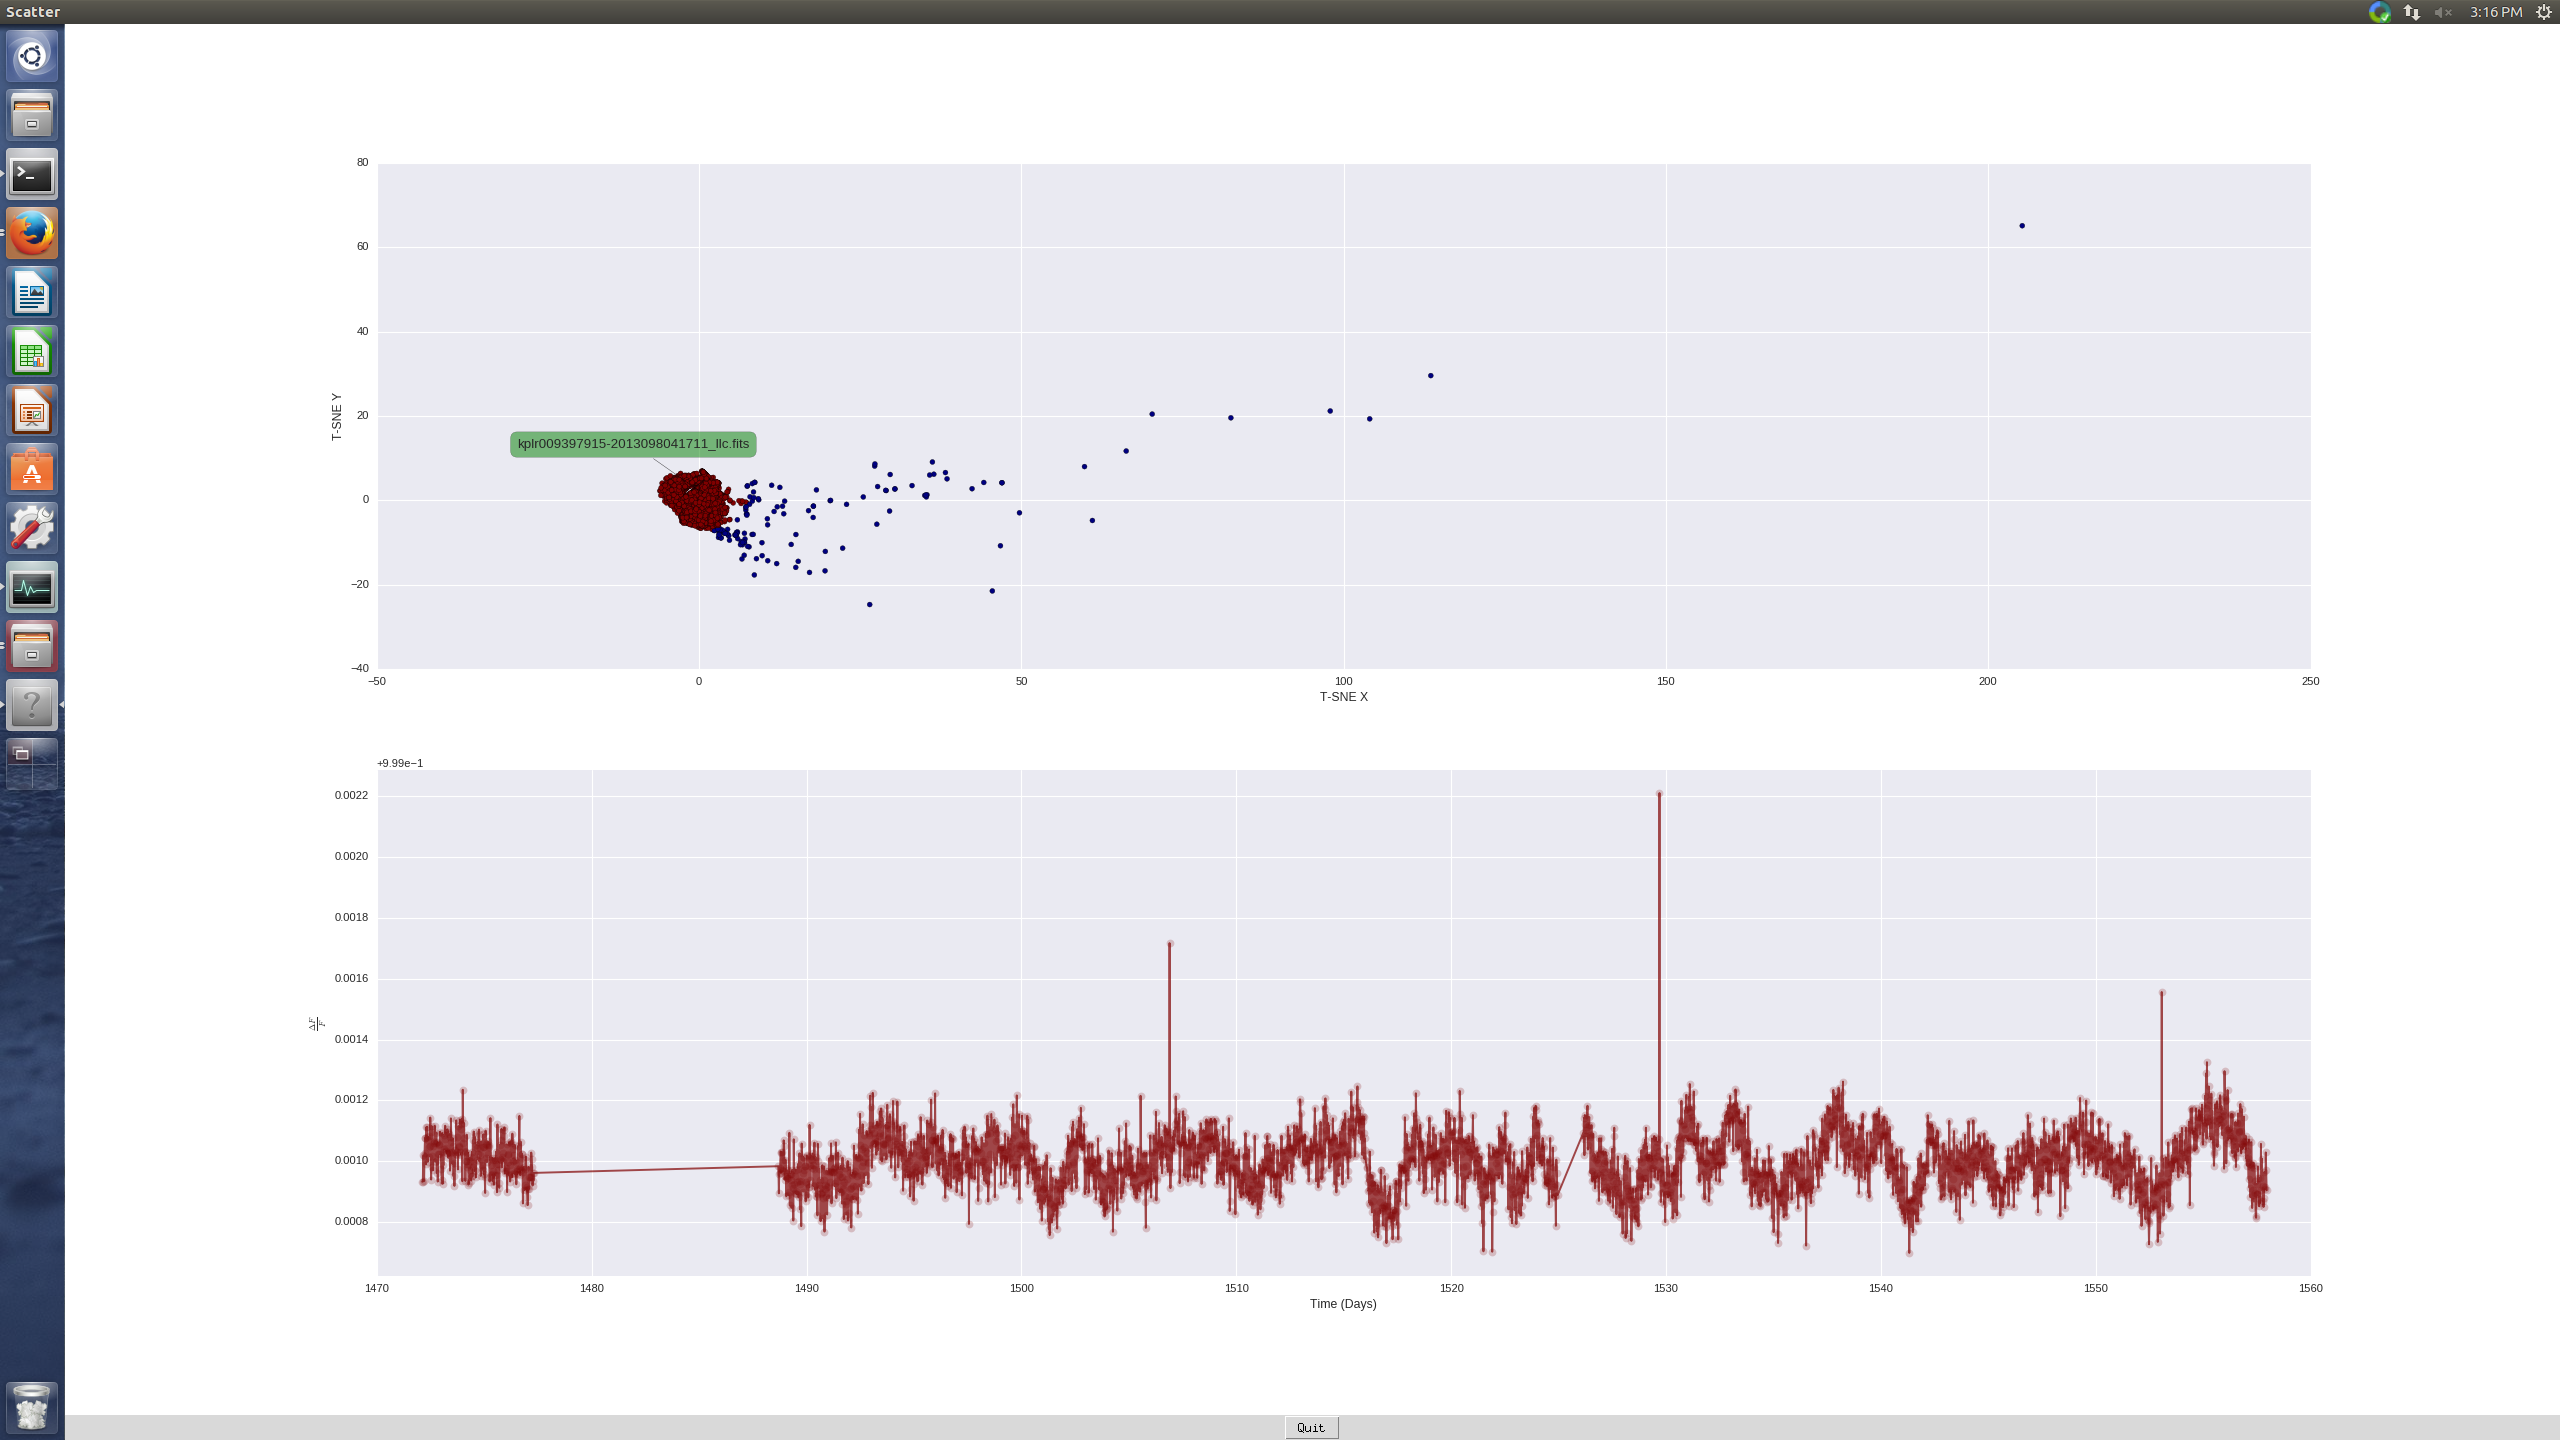 Scatter
3:16 PM
80
60
40
20
0
−20
−40
T-SNE Y
kplr009397915-2013098041711_llc.fits
−50 0 50 100 150 200 250
T-SNE X
+9.99e−1
0.0022
0.0020
0.0018
0.0016
0.0014
0.0012
0.0010
0.0008
ΔF
F
1470 1480 1490 1500 1510 1520 1530 1540 1550 1560
Time (Days)
Quit